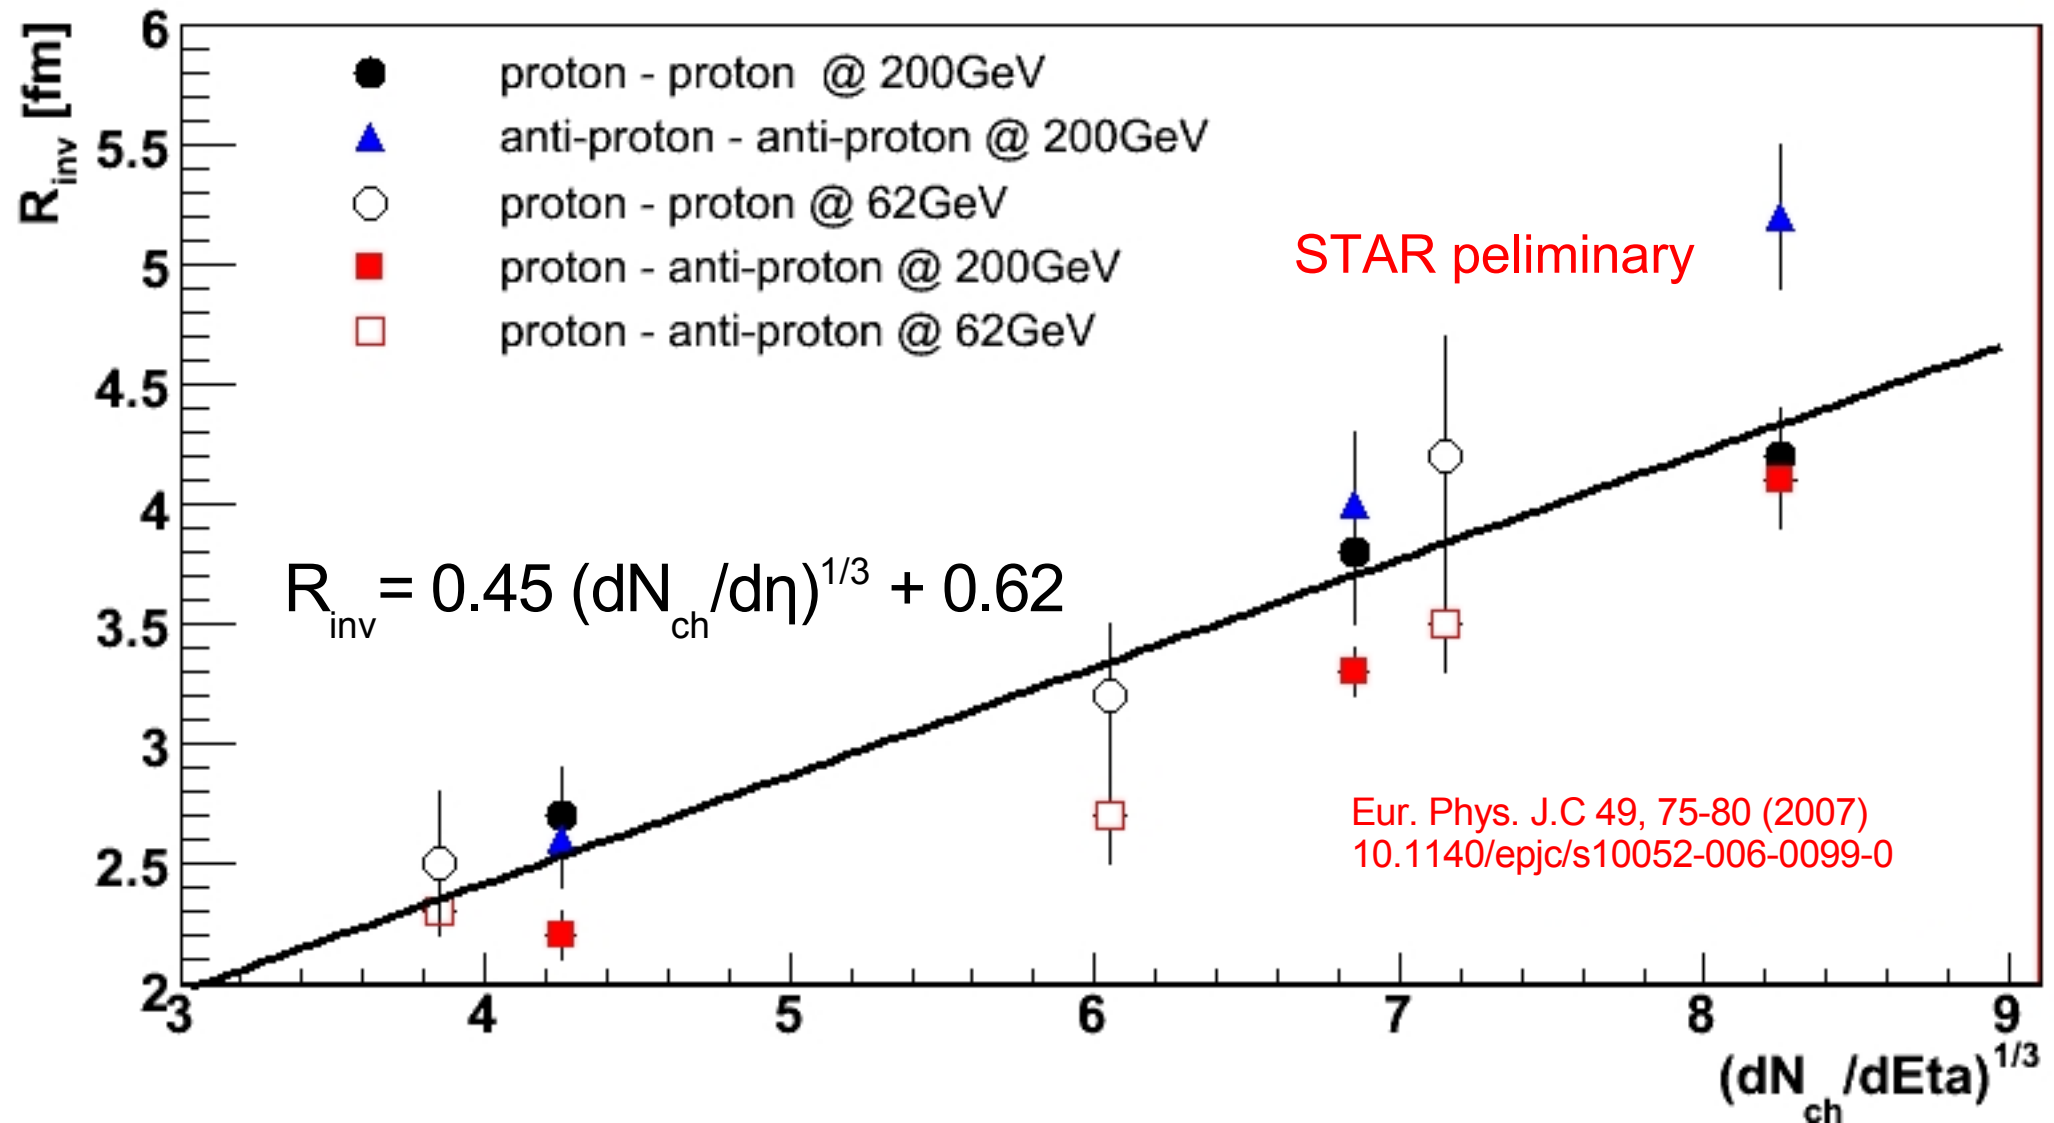 R_inv [fm]
6
5.5
5
4.5
4
3.5
3
2.5
2
proton - proton @ 200GeV
anti-proton - anti-proton @ 200GeV
proton - proton @ 62GeV
proton - anti-proton @ 200GeV
proton - anti-proton @ 62GeV
STAR peliminary
R_inv = 0.45 (dN_ch/dη)^1/3 + 0.62
Eur. Phys. J.C 49, 75-80 (2007)
10.1140/epjc/s10052-006-0099-0
3 4 5 6 7 8 9
(dN_ch/dEta)^1/3